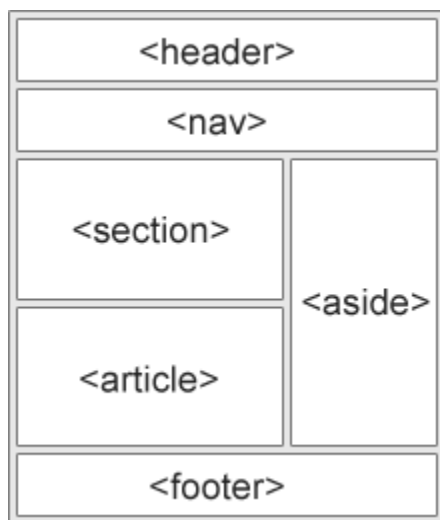 <header>
<nav>
<section>
<aside>
<article>
<footer>